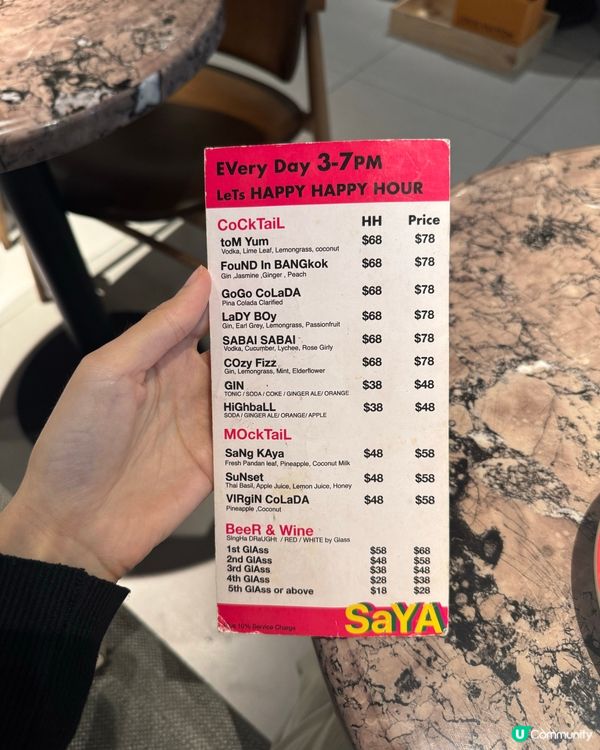 EVery Day 3-7PM
LeTs HAPPY HAPPY HOUR
CoCkTaiL HH Price
toM Yum $68 $78
Vodka, Lime Leaf, Lemongrass, coconut
FouND In BANGkok $68 $78
Gin ,Jasmine ,Ginger , Peach
GoGo CoLaDA $68 $78
Pina Colada Clarified
LaDY BOy $68 $78
Gin, Earl Grey, Lemongrass, Passionfruit
SABAI SABAI $68 $78
Vodka, Cucumber, Lychee, Rose Girly
COzy Fizz $68 $78
Gin, Lemongrass, Mint, Elderflower
GIN $38 $48
TONIC / SODA / COKE / GINGER ALE/ ORANGE
HiGhbaLL $38 $48
SODA / GINGER ALE/ ORANGE/ APPLE
MOckTaiL
SaNg KAya $48 $58
Fresh Pandan leaf, Pineapple, Coconut Milk
SuNset $48 $58
Thai Basil, Apple Juice, Lemon Juice, Honey
VIRgiN CoLaDA $48 $58
Pineapple ,Coconut
BeeR & Wine
SIngHa DRaUGHt / RED / WHITE by Glass
1st GlAss $58 $68
2nd GlAss $48 $58
3rd GlAss $38 $48
4th GlAss $28 $38
5th GlAss or above $18 $28
10% Service Charge
SaYA
U Community